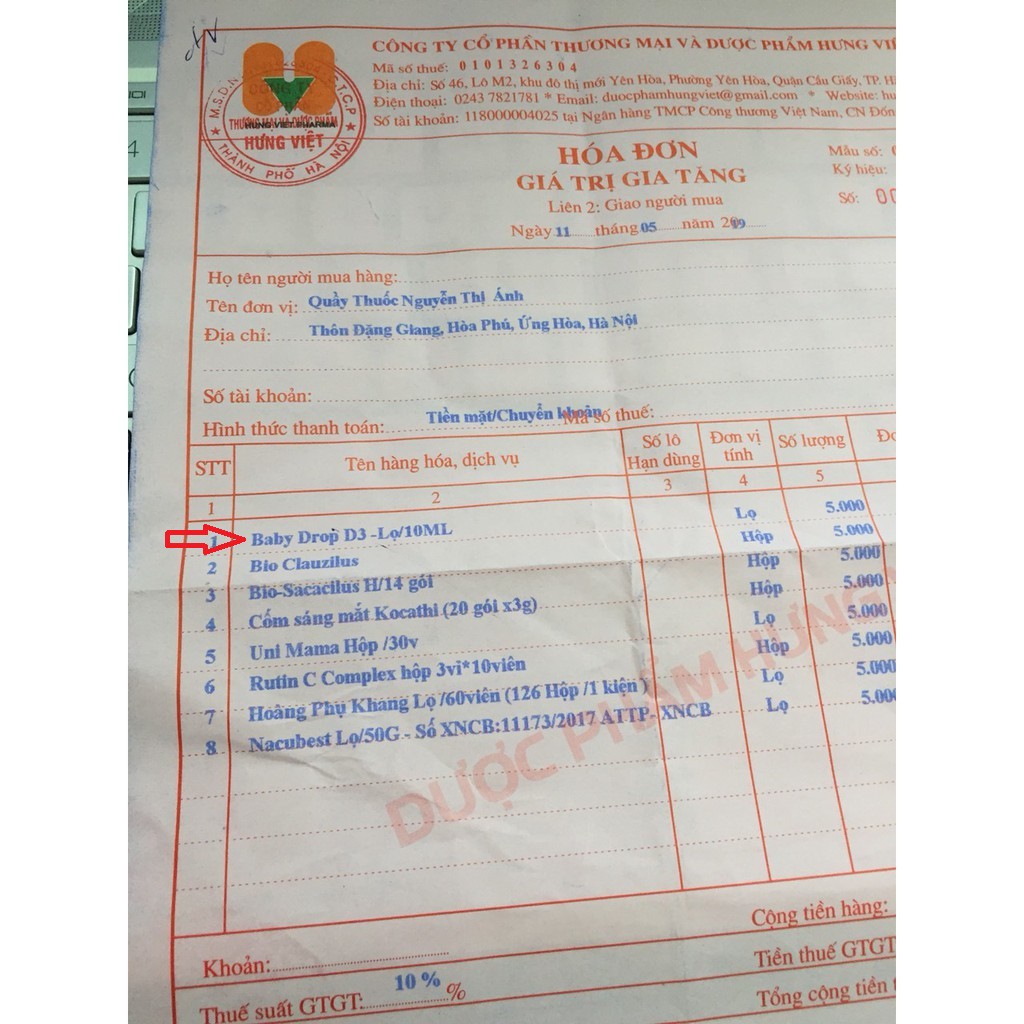 CÔNG TY CỔ PHẦN THƯƠNG MẠI VÀ DƯỢC PHẨM HƯNG VIỆ
Mã số thuế: 0101326304
Địa chỉ: Số 46, Lô M2, khu đô thị mới Yên Hòa, Phường Yên Hòa, Quận Cầu Giấy, TP. H
Điện thoại: 0243 7821781 * Email: duocphamhungviet@gmail.com * Website: hu
Số tài khoản: 118000004025 tại Ngân hàng TMCP Công thương Việt Nam, CN Đốn
THƯƠNG MẠI VÀ DƯỢC PHẨM
HUNG VIET PHARMA
HƯNG VIỆT
THÀNH PHỐ HÀ NỘI
HÓA ĐƠN
GIÁ TRỊ GIA TĂNG
Liên 2: Giao người mua
Ngày 11 tháng 05 năm
Mẫu số:
Ký hiệu:
Số: 00
Họ tên người mua hàng:
Tên đơn vị: Quầy Thuốc Nguyễn Thị Ánh
Địa chỉ: Thôn Đặng Giang, Hòa Phú, Ứng Hòa, Hà Nội
Số tài khoản:
Hình thức thanh toán: Tiền mặt/Chuyển khoản Mã số thuế:
STT Tên hàng hóa, dịch vụ Số lô Hạn dùng Đơn vị tính Số lượng
1 2 3 4 5
1 Baby Drop D3 -Lọ/10ML Lọ 5.000
2 Bio Clauzilus Hộp 5.000
3 Bio-Sacacilus H/14 gói Hộp 5.000
4 Cốm sáng mắt Kocathi (20 gói x3g) Hộp 5.000
5 Uni Mama Hộp /30v Lọ 5.000
6 Rutin C Complex hộp 3vỉ*10viên Hộp 5.000
7 Hoàng Phụ Khang Lọ /60viên (126 Hộp /1 kiện ) Lọ 5.000
8 Nacubest Lọ/50G - Số XNCB:11173/2017 ATTP- XNCB Lọ 5.00
DƯỢC PHẨM HƯNG
Cộng tiền hàng:
Khoản:
Tiền thuế GTGT
Thuế suất GTGT: 10 % %
Tổng cộng tiền